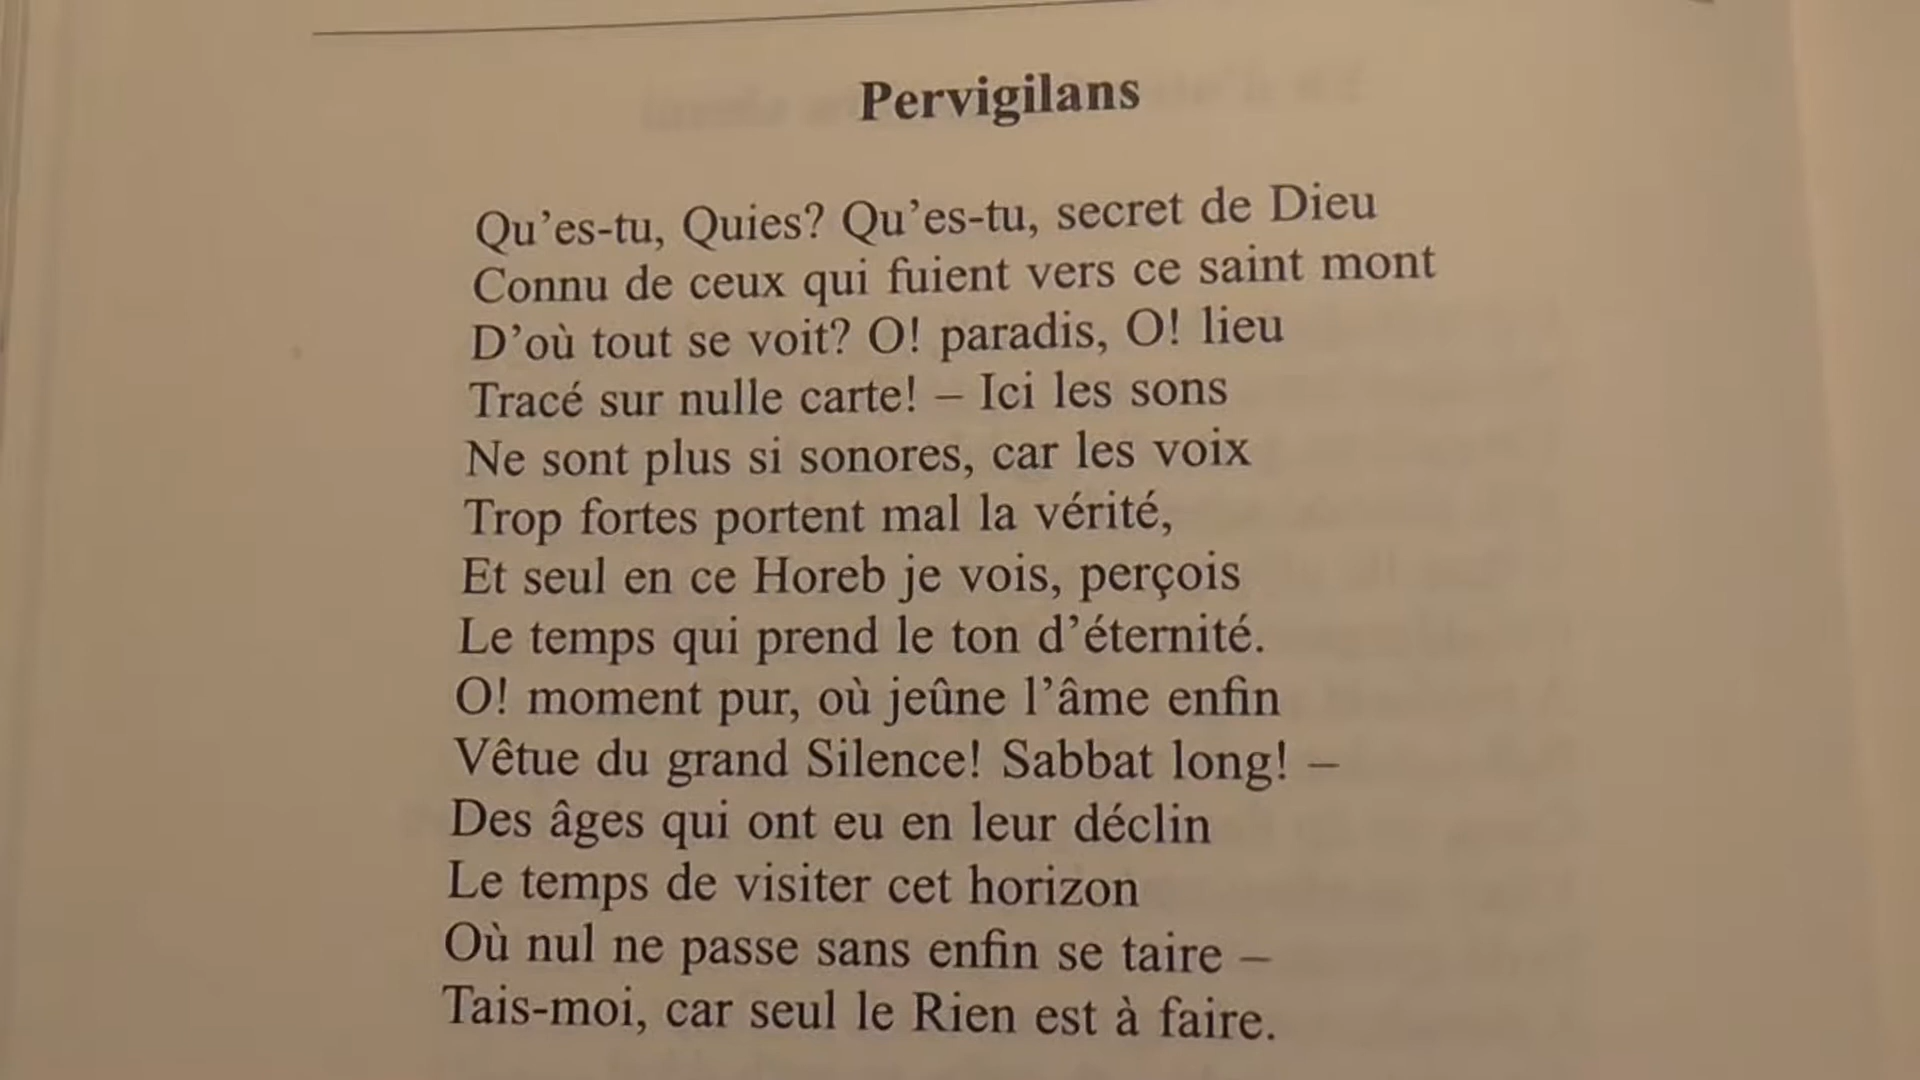 Pervigilans
Qu’es-tu, Quies? Qu’es-tu, secret de Dieu
Connu de ceux qui fuient vers ce saint mont
D’où tout se voit? O! paradis, O! lieu
Tracé sur nulle carte! – Ici les sons
Ne sont plus si sonores, car les voix
Trop fortes portent mal la vérité,
Et seul en ce Horeb je vois, perçois
Le temps qui prend le ton d’éternité.
O! moment pur, où jeûne l’âme enfin
Vêtue du grand Silence! Sabbat long! –
Des âges qui ont eu en leur déclin
Le temps de visiter cet horizon
Où nul ne passe sans enfin se taire –
Tais-moi, car seul le Rien est à faire.